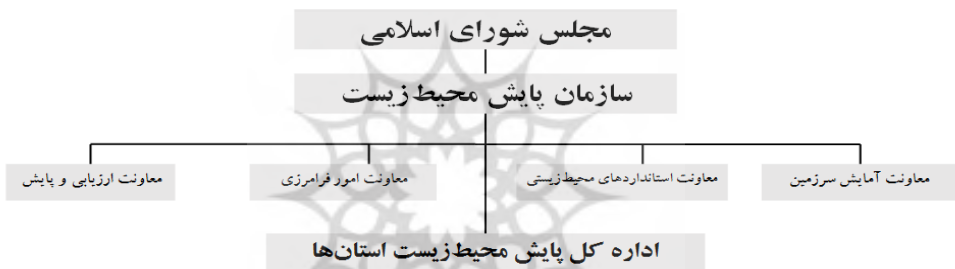 مجلس شورای اسلامی
سازمان پایش محیط‌زیست
معاونت آمایش سرزمین
معاونت استانداردهای محیط‌زیستی
معاونت امور فرامرزی
معاونت ارزیابی و پایش
اداره کل پایش محیط‌زیست استان‌ها